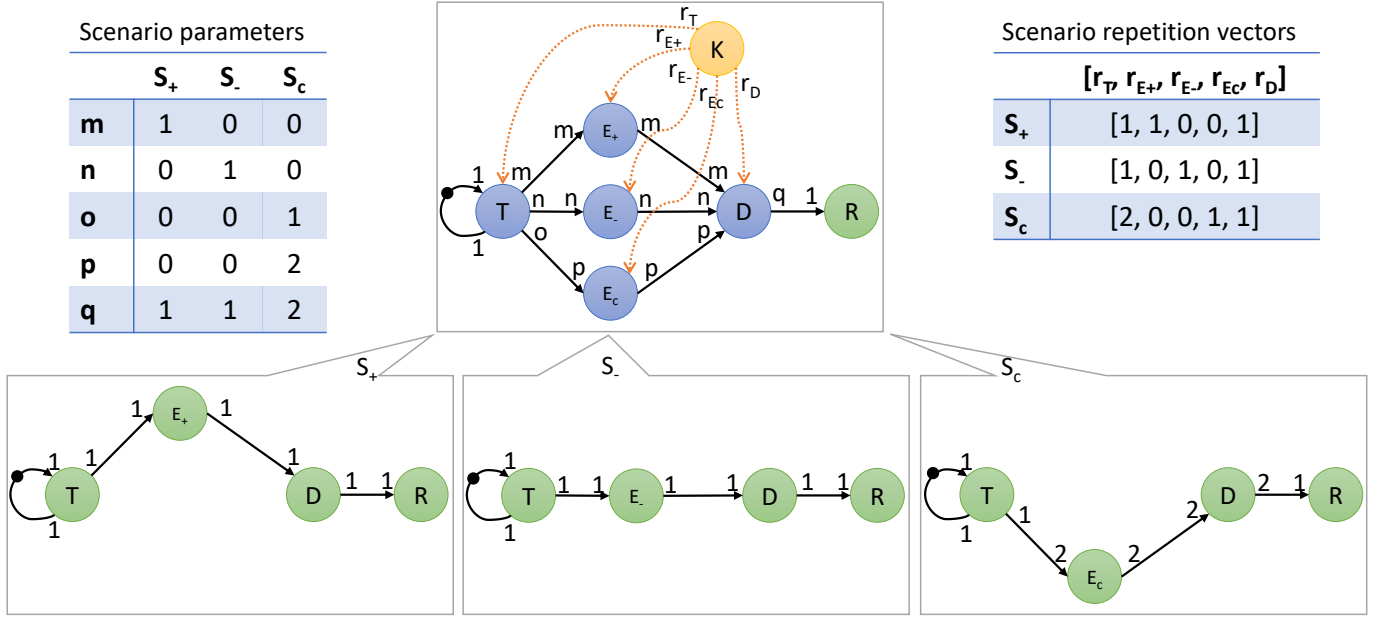 Scenario parameters
S+ S- Sc
m 1 0 0
n 0 1 0
o 0 0 1
p 0 0 2
q 1 1 2
rT
rE+
rE-
rEc
rD
K
E+
m m
m m
1
T n n E- n n D q 1 R
o p
1
p p
Ec
Scenario repetition vectors
[rT, rE+, rE-, rEc, rD]
S+ [1, 1, 0, 0, 1]
S- [1, 0, 1, 0, 1]
Sc [2, 0, 0, 1, 1]
S+
1 E+ 1
1 1 1
T D 1 1 R
1
S-
1
T 1 1 E- 1 1 D 1 1 R
1
Sc
1
T D 2 1 R
1 1 2
2 2
Ec